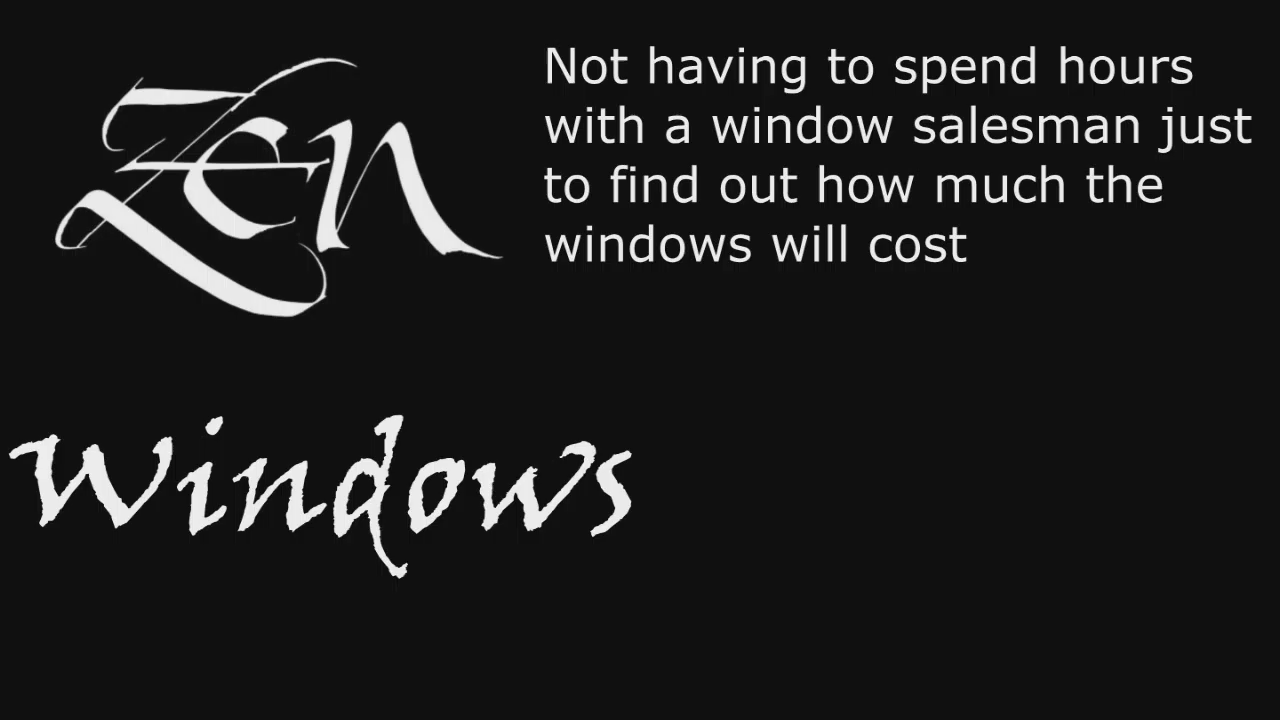 Zen
Not having to spend hours
with a window salesman just
to find out how much the
windows will cost
Windows